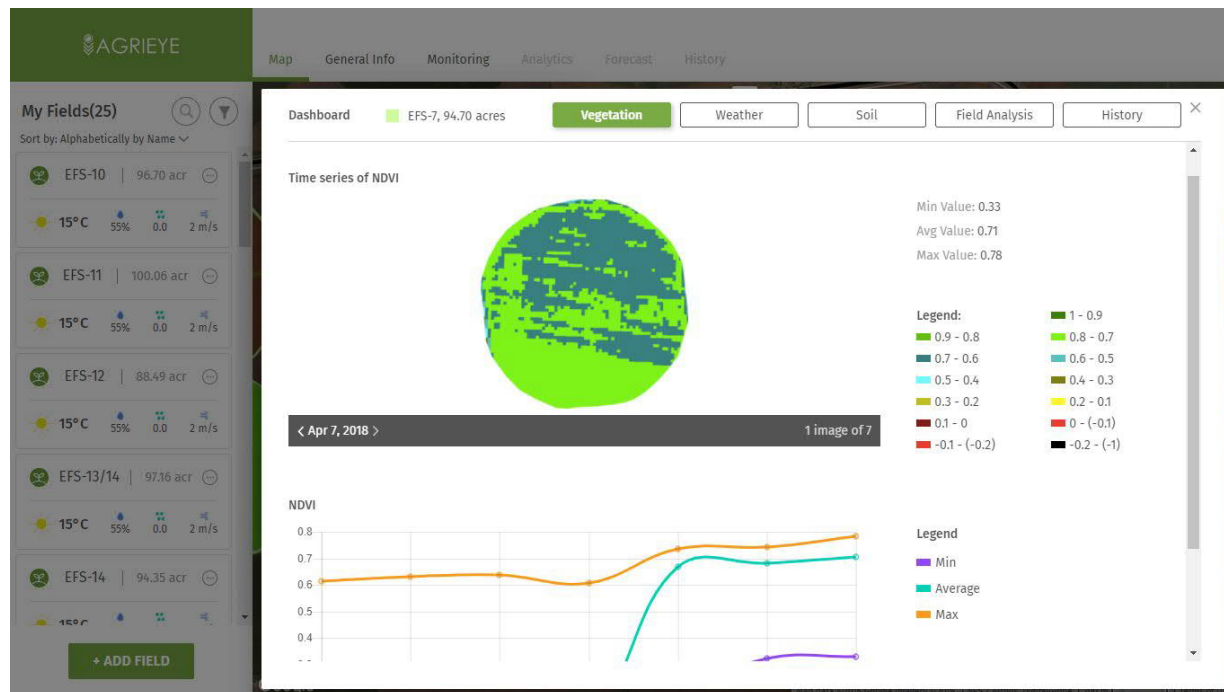 AGRIEYE
Map General Info Monitoring Analytics Forecast History
My Fields(25)
Sort by: Alphabetically by Name
EFS-10 | 96.70 acr
15°C 55% 0.0 2 m/s
EFS-11 | 100.06 acr
15°C 55% 0.0 2 m/s
EFS-12 | 88.49 acr
15°C 55% 0.0 2 m/s
EFS-13/14 | 97.16 acr
15°C 55% 0.0 2 m/s
EFS-14 | 94.35 acr
15°C 55% 0.0 2 m/s
+ ADD FIELD
Dashboard EFS-7, 94.70 acres Vegetation Weather Soil Field Analysis History ×
Time series of NDVI
Min Value: 0.33
Avg Value: 0.71
Max Value: 0.78
Legend: 1 - 0.9
0.9 - 0.8 0.8 - 0.7
0.7 - 0.6 0.6 - 0.5
0.5 - 0.4 0.4 - 0.3
0.3 - 0.2 0.2 - 0.1
0.1 - 0 0 - (-0.1)
-0.1 - (-0.2) -0.2 - (-1)
< Apr 7, 2018 > 1 image of 7
NDVI
0.8
0.7
0.6
0.5
0.4
Legend
Min
Average
Max